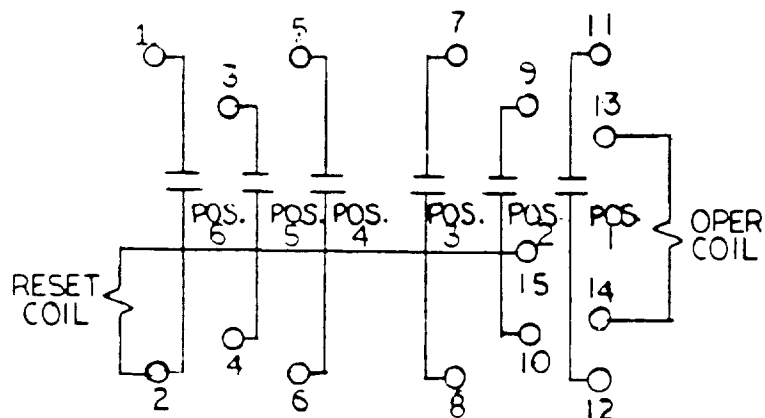 1
5
7
11
3
9
13
POS. 6
POS. 5
POS. 4
POS. 3
POS. 2
POS. 1
OPER
COIL
15
RESET
COIL
14
4
10
2
6
8
12